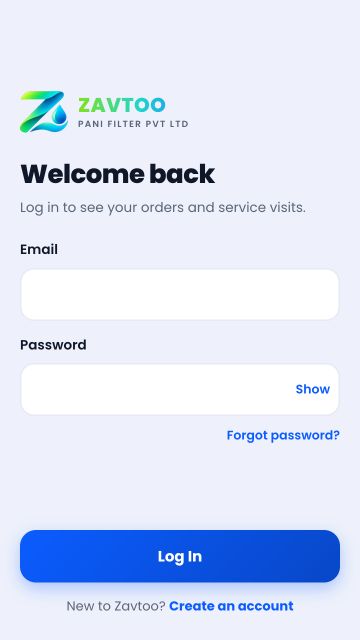 ZAVTOO
PANI FILTER PVT LTD
Welcome back
Log in to see your orders and service visits.
Email
Password
Show
Forgot password?
Log In
New to Zavtoo? Create an account